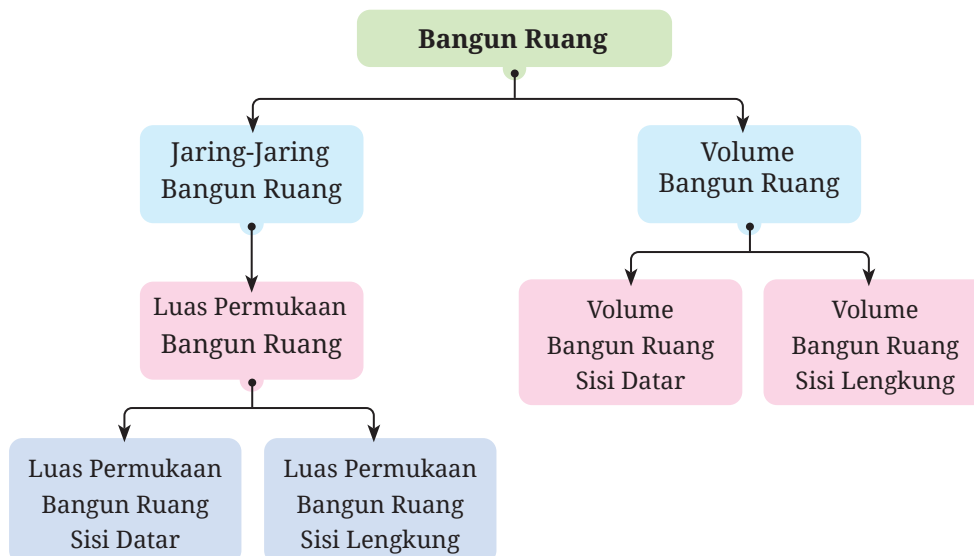 Bangun Ruang
Jaring-Jaring
Bangun Ruang
Volume
Bangun Ruang
Luas Permukaan
Bangun Ruang
Volume
Bangun Ruang
Sisi Datar
Volume
Bangun Ruang
Sisi Lengkung
Luas Permukaan
Bangun Ruang
Sisi Datar
Luas Permukaan
Bangun Ruang
Sisi Lengkung